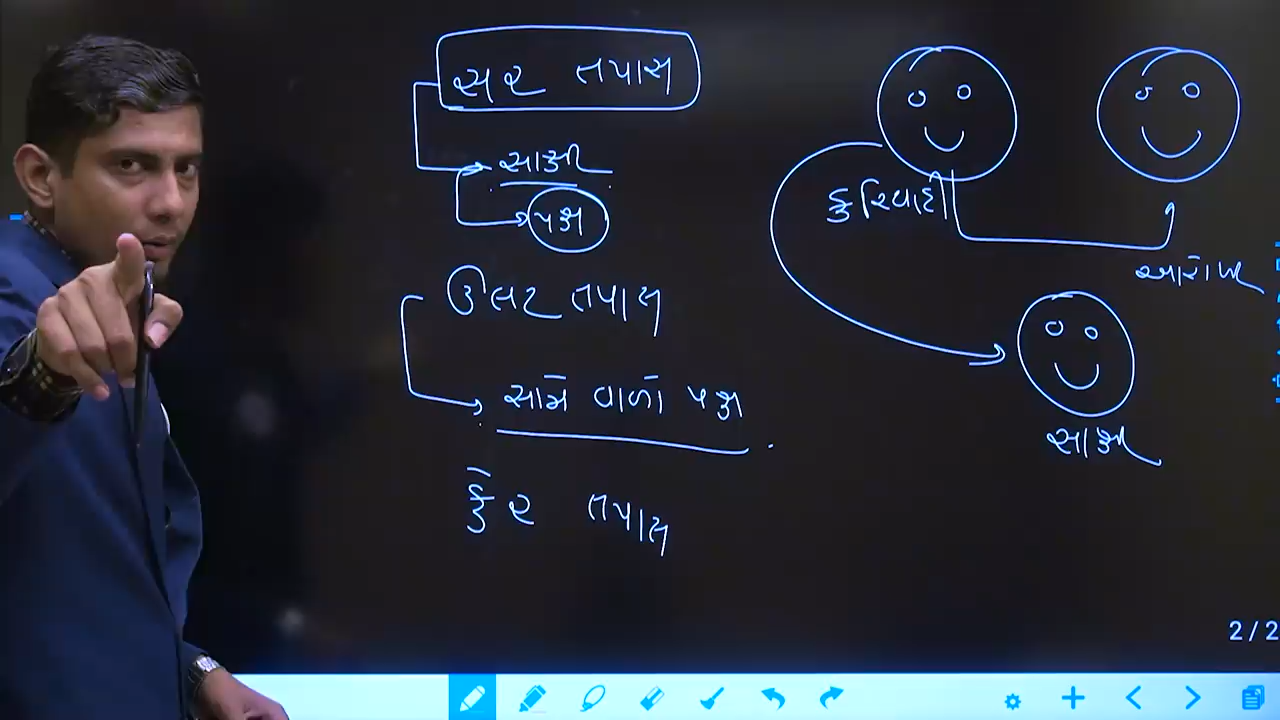 સર તપાસ
સાક્ષી
પક્ષ
ઉલટ તપાસ
સામે વાળો પક્ષ
ફેર તપાસ
ફરિયાદી
આરોપી
સાક્ષી
2/2